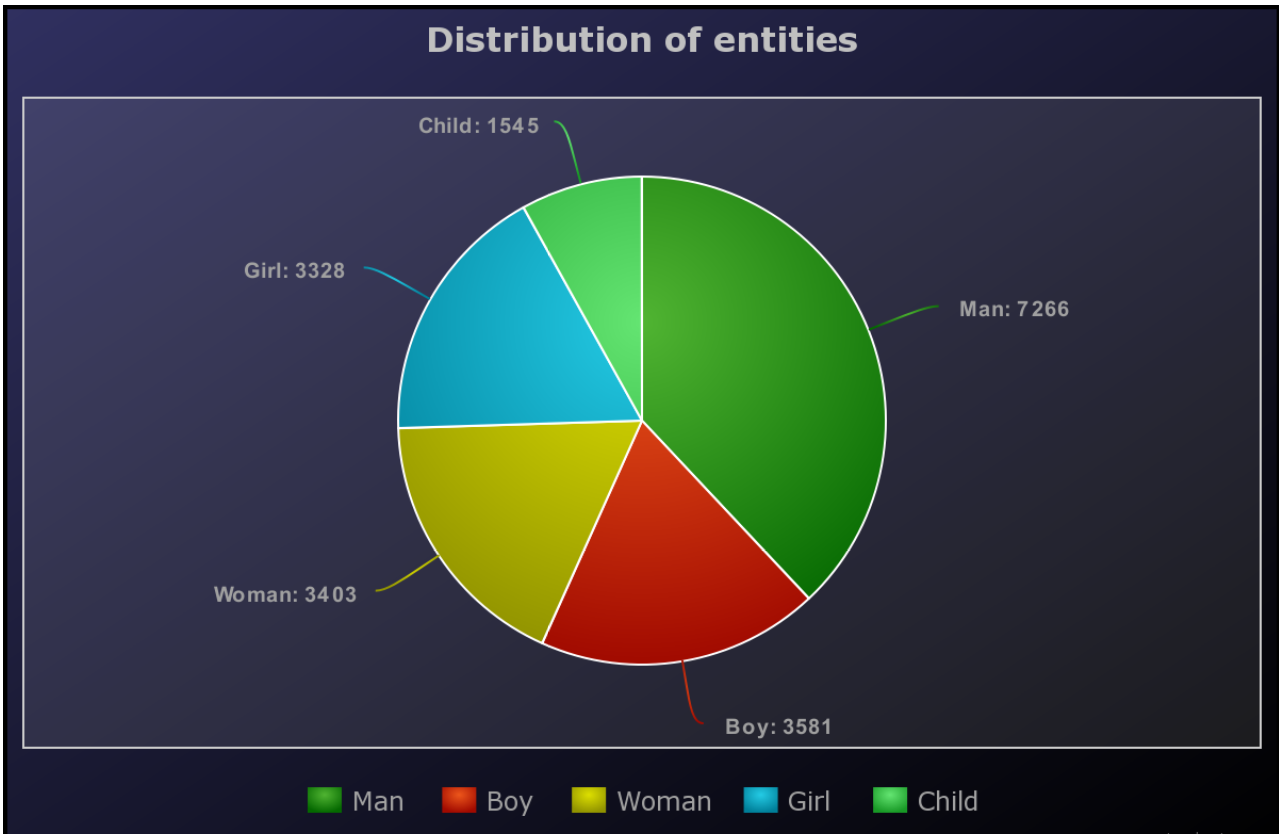 Distribution of entities
Child: 1545
Girl: 3328
Man: 7266
Woman: 3403
Boy: 3581
Man Boy Woman Girl Child